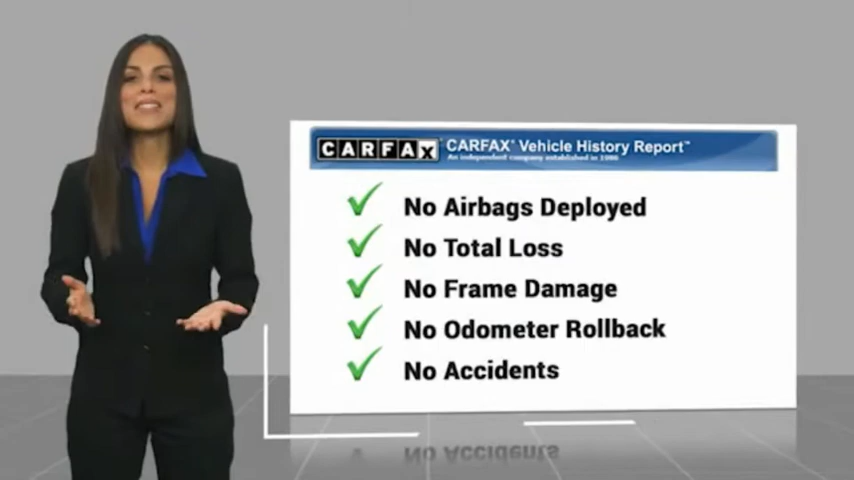 CARFAX CARFAX® Vehicle History Report™
An independent company established in 1986
No Airbags Deployed
No Total Loss
No Frame Damage
No Odometer Rollback
No Accidents
No Accidents